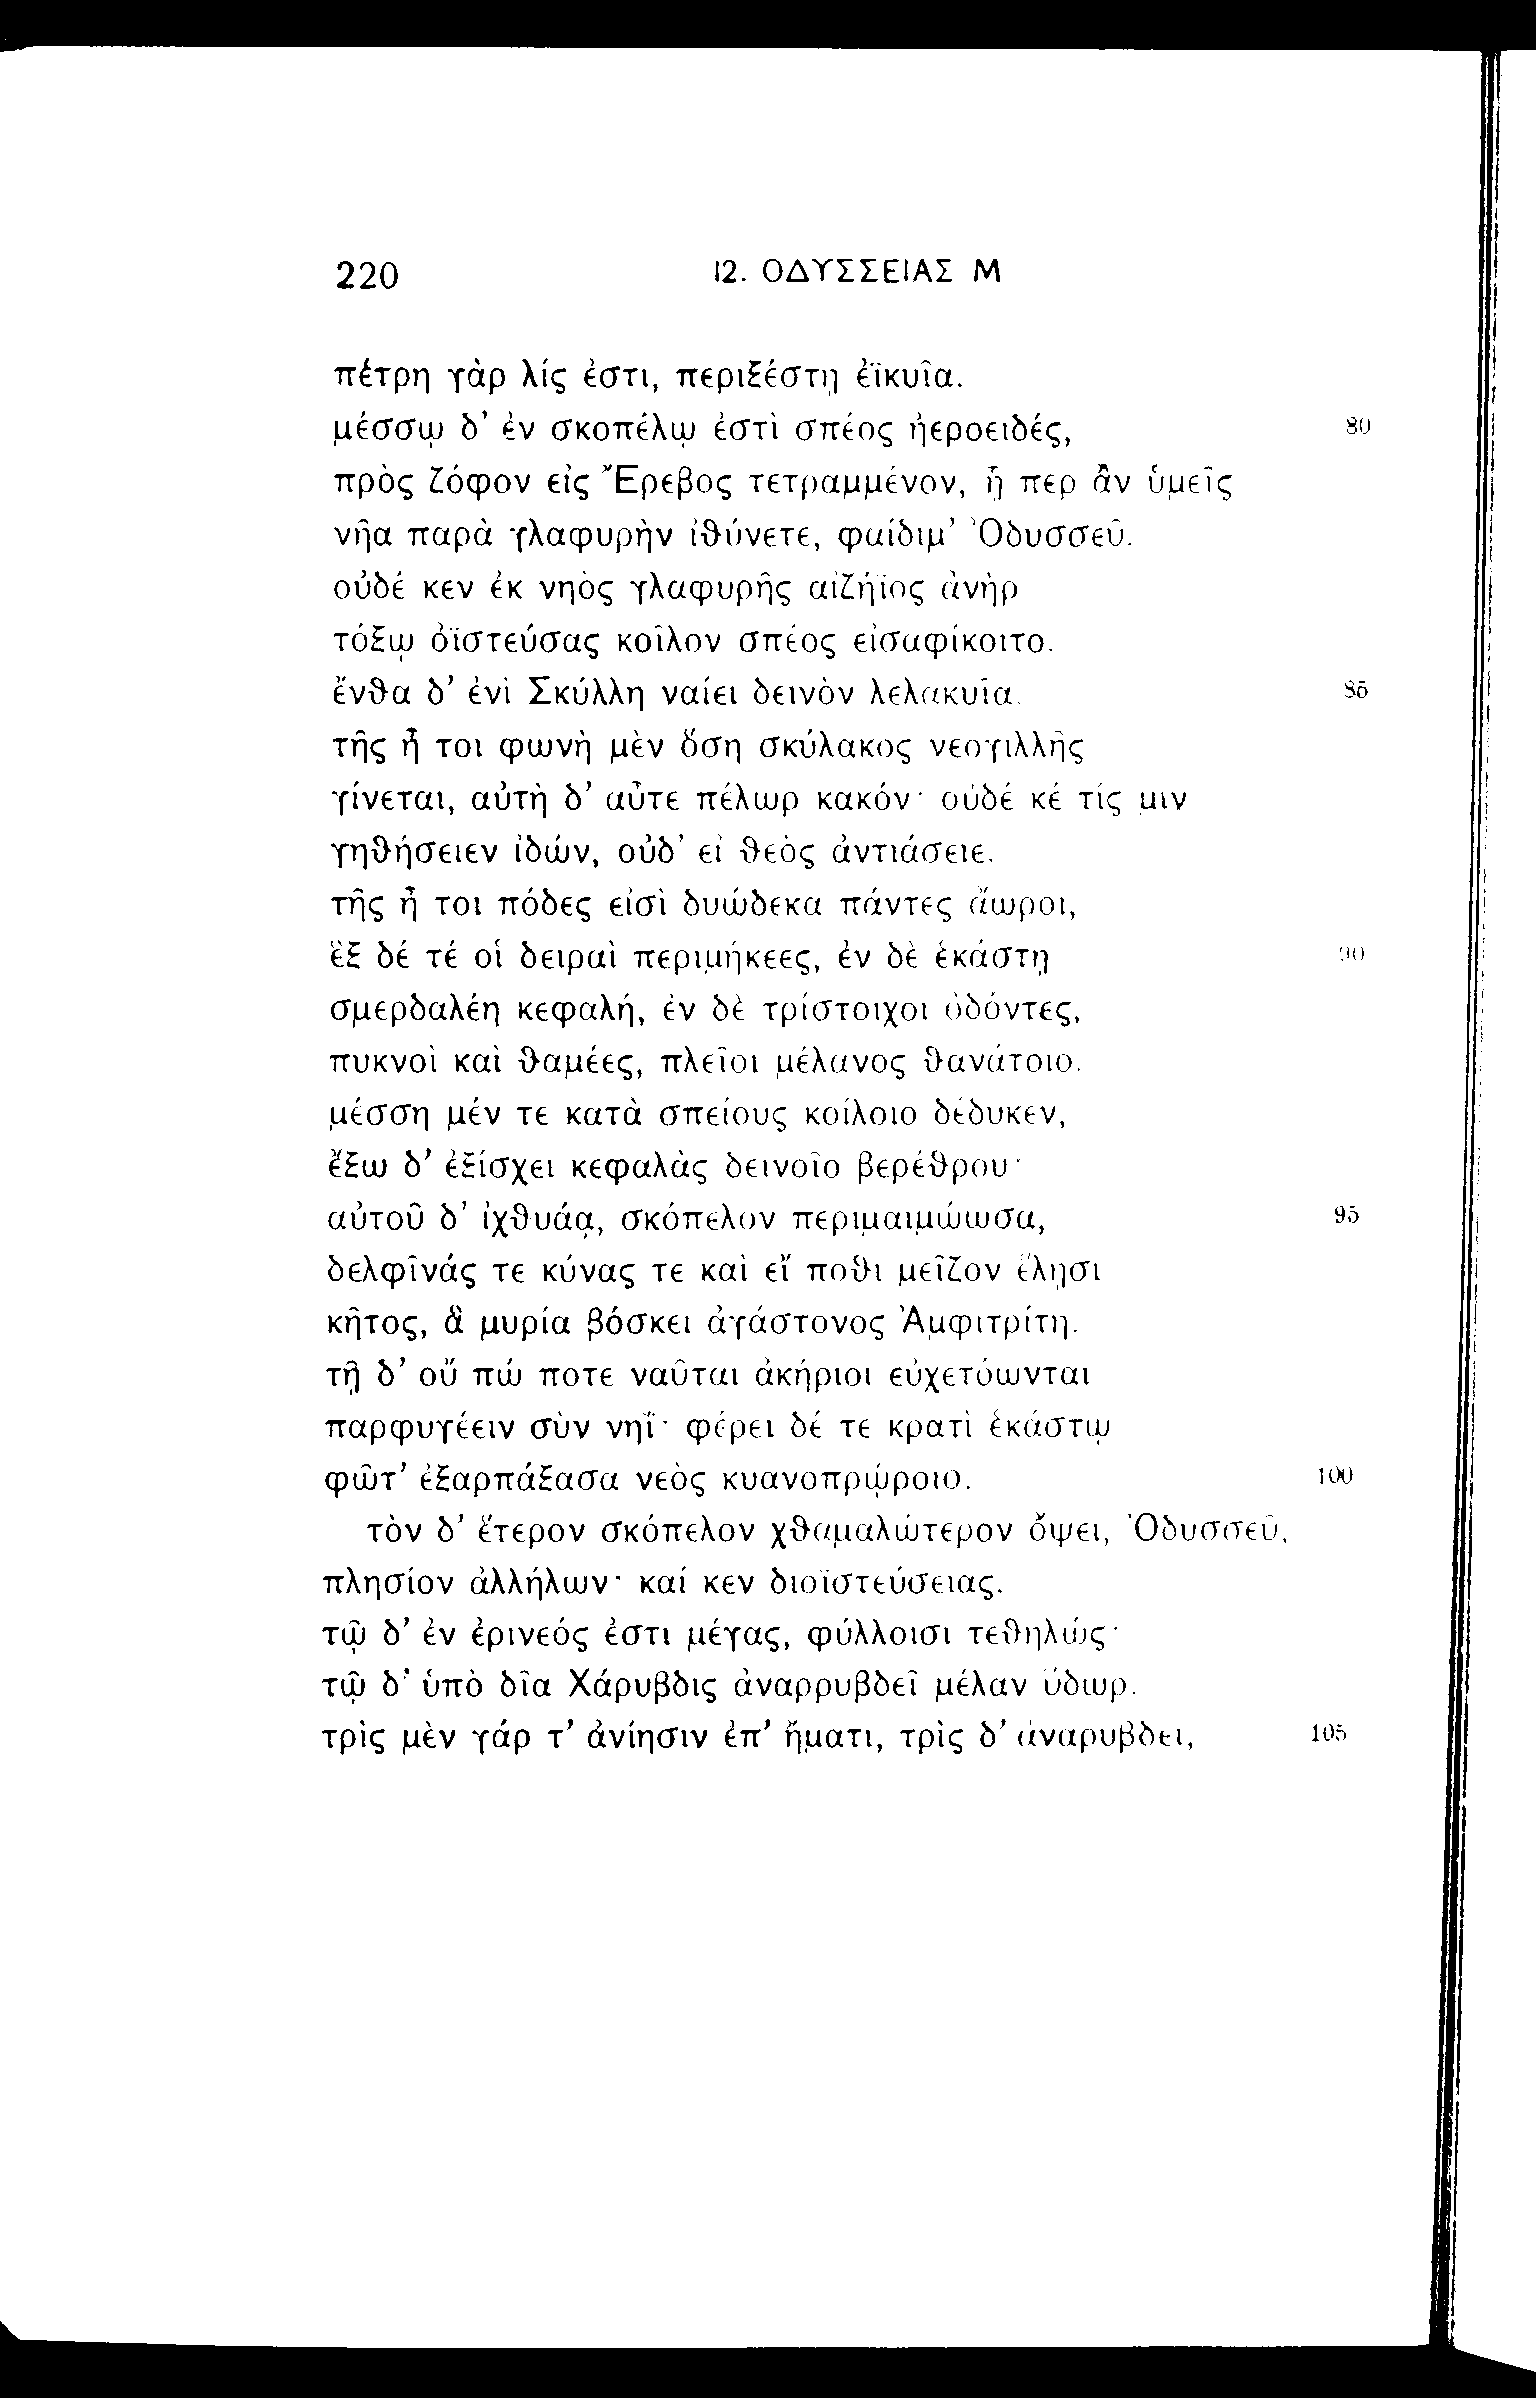 220 12. ΟΔΥΣΣΕΙΑΣ Μ
πέτρη γὰρ λίς ἐστι, περιξέστῃ ἐϊκυῖα.
μέσσῳ δ’ ἐν σκοπέλῳ ἐστὶ σπέος ἠεροειδές, 80
πρὸς ζόφον εἰς Ἔρεβος τετραμμένον, ᾗ περ ἂν ὑμεῖς
νῆα παρὰ γλαφυρὴν ἰθύνετε, φαίδιμ’ Ὀδυσσεῦ.
οὐδέ κεν ἐκ νηὸς γλαφυρῆς αἰζήϊος ἀνὴρ
τόξῳ ὀϊστεύσας κοῖλον σπέος εἰσαφίκοιτο.
ἔνθα δ’ ἐνὶ Σκύλλη ναίει δεινὸν λελακυῖα. 85
τῆς ἦ τοι φωνὴ μὲν ὅση σκύλακος νεογιλλῆς
γίνεται, αὐτὴ δ’ αὖτε πέλωρ κακόν· οὐδέ κέ τίς μιν
γηθήσειεν ἰδών, οὐδ’ εἰ θεὸς ἀντιάσειε.
τῆς ἦ τοι πόδες εἰσὶ δυώδεκα πάντες ἄωροι,
ἓξ δέ τέ οἱ δειραὶ περιμήκεες, ἐν δὲ ἑκάστῃ 90
σμερδαλέη κεφαλή, ἐν δὲ τρίστοιχοι ὀδόντες,
πυκνοὶ καὶ θαμέες, πλεῖοι μέλανος θανάτοιο.
μέσση μέν τε κατὰ σπείους κοίλοιο δέδυκεν,
ἔξω δ’ ἐξίσχει κεφαλὰς δεινοῖο βερέθρου·
αὐτοῦ δ’ ἰχθυάᾳ, σκόπελον περιμαιμώωσα, 95
δελφῖνάς τε κύνας τε καὶ εἴ ποθι μεῖζον ἕλησι
κῆτος, ἃ μυρία βόσκει ἀγάστονος Ἀμφιτρίτη.
τῇ δ’ οὔ πώ ποτε ναῦται ἀκήριοι εὐχετόωνται
παρφυγέειν σὺν νηΐ· φέρει δέ τε κρατὶ ἑκάστῳ
φῶτ’ ἐξαρπάξασα νεὸς κυανοπρῴροιο. 100
τὸν δ’ ἕτερον σκόπελον χθαμαλώτερον ὄψει, Ὀδυσσεῦ,
πλησίον ἀλλήλων· καί κεν διοϊστεύσειας.
τῷ δ’ ἐν ἐρινεός ἐστι μέγας, φύλλοισι τεθηλώς·
τῷ δ’ ὑπὸ δῖα Χάρυβδις ἀναρρυβδεῖ μέλαν ὕδωρ.
τρὶς μὲν γάρ τ’ ἀνίησιν ἐπ’ ἤματι, τρὶς δ’ ἀναρυβδεῖ, 105